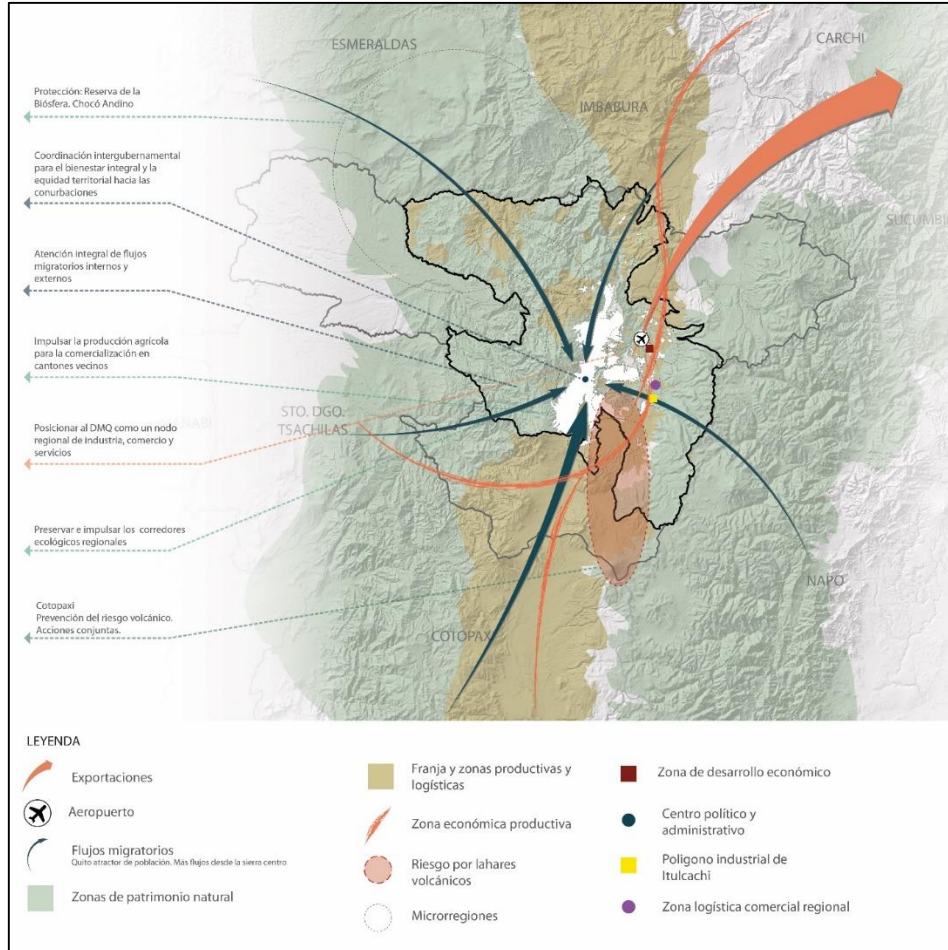 ESMERALDAS
CARCHI
IMBABURA
SUCUMB
Protección: Reserva de la
Biósfera. Chocó Andino
Coordinación intergubernamental
para el bienestar integral y la
equidad territorial hacia las
conurbaciones
Atención integral de flujos
migratorios internos y
externos
Impulsar la producción agrícola
para la comercialización en
cantones vecinos
STO. DGO.
TSACHILAS
Posicionar al DMQ como un nodo
regional de industria, comercio y
servicios
Preservar e impulsar los corredores
ecológicos regionales
NAPO
Cotopaxi
Prevención del riesgo volcánico.
Acciones conjuntas.
COTOPAXI
LEYENDA
Exportaciones
Aeropuerto
Flujos migratorios
Quito atractor de población. Más flujos desde la sierra centro
Zonas de patrimonio natural
Franja y zonas productivas y
logísticas
Zona económica productiva
Riesgo por lahares
volcánicos
Microrregiones
Zona de desarrollo económico
Centro político y
administrativo
Poligono industrial de
Itulcachi
Zona logística comercial regional